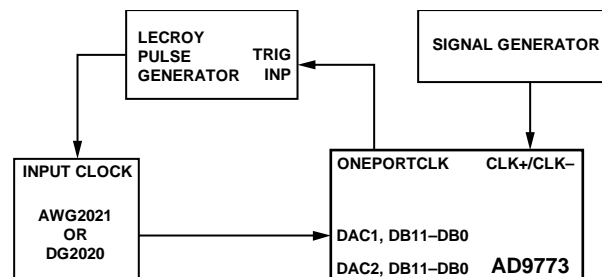 LECROY
PULSE
GENERATOR
TRIG
INP
SIGNAL GENERATOR
INPUT CLOCK
AWG2021
OR
DG2020
ONEPORTCLK
CLK+/CLK–
DAC1, DB11–DB0
DAC2, DB11–DB0
AD9773